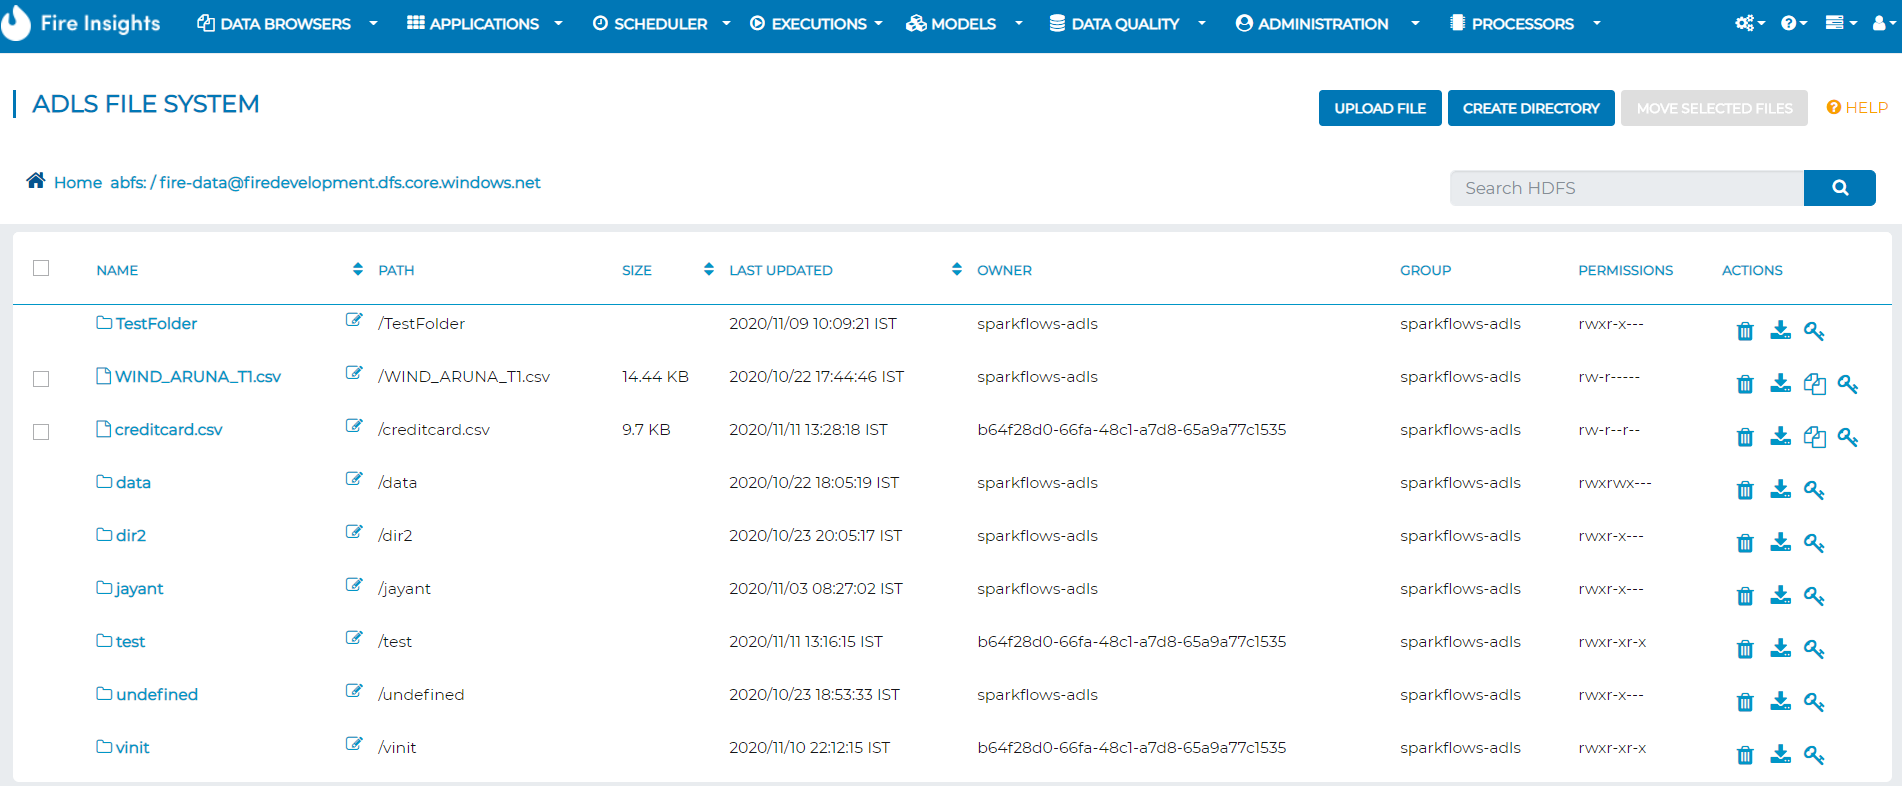 Fire Insights DATA BROWSERS APPLICATIONS SCHEDULER EXECUTIONS MODELS DATA QUALITY ADMINISTRATION PROCESSORS
ADLS FILE SYSTEM
UPLOAD FILE CREATE DIRECTORY MOVE SELECTED FILES HELP
Home abfs: / fire-data@firedevelopment.dfs.core.windows.net
Search HDFS
NAME PATH SIZE LAST UPDATED OWNER GROUP PERMISSIONS ACTIONS
TestFolder /TestFolder 2020/11/09 10:09:21 IST sparkflows-adls sparkflows-adls rwxr-x---
WIND_ARUNA_T1.csv /WIND_ARUNA_T1.csv 14.44 KB 2020/10/22 17:44:46 IST sparkflows-adls sparkflows-adls rw-r-----
creditcard.csv /creditcard.csv 9.7 KB 2020/11/11 13:28:18 IST b64f28d0-66fa-48c1-a7d8-65a9a77c1535 sparkflows-adls rw-r--r--
data /data 2020/10/22 18:05:19 IST sparkflows-adls sparkflows-adls rwxrwx---
dir2 /dir2 2020/10/23 20:05:17 IST sparkflows-adls sparkflows-adls rwxr-x---
jayant /jayant 2020/11/03 08:27:02 IST sparkflows-adls sparkflows-adls rwxr-x---
test /test 2020/11/11 13:16:15 IST b64f28d0-66fa-48c1-a7d8-65a9a77c1535 sparkflows-adls rwxr-xr-x
undefined /undefined 2020/10/23 18:53:33 IST sparkflows-adls sparkflows-adls rwxr-x---
vinit /vinit 2020/11/10 22:12:15 IST b64f28d0-66fa-48c1-a7d8-65a9a77c1535 sparkflows-adls rwxr-xr-x